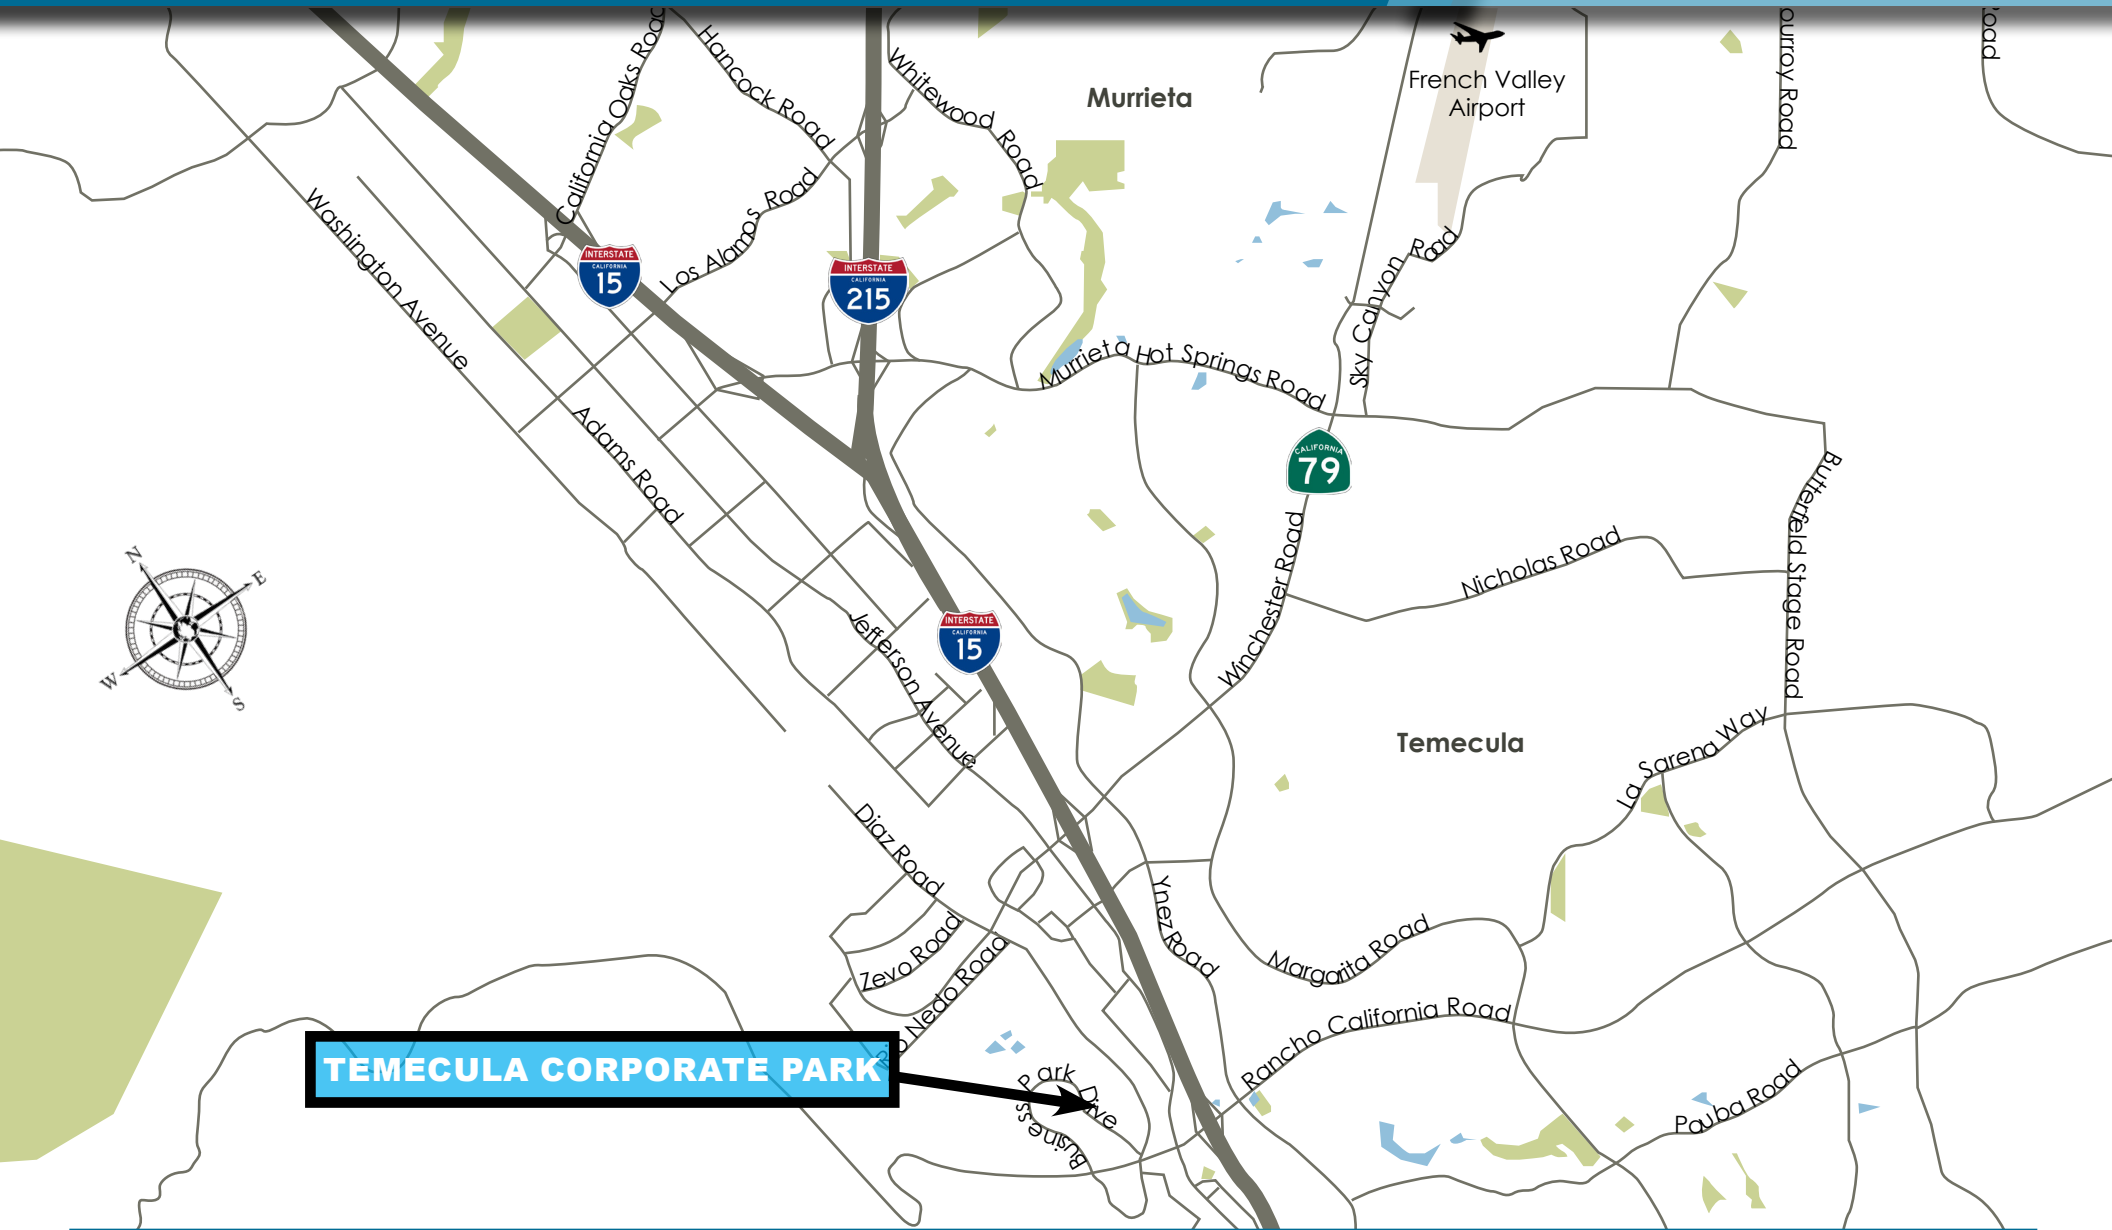 California Oaks Road
Hancock Road
Whitewood Road
Murrieta
French Valley
Airport
Road
Washington Avenue
Los Alamos Road
INTERSTATE
CALIFORNIA
15
INTERSTATE
CALIFORNIA
215
Sky Canyon Road
Murrieta Hot Springs Road
Adams Road
CALIFORNIA
79
Butterfield Stage Road
Winchester Road
Nicholas Road
N
E
W
S
Jefferson Avenue
INTERSTATE
CALIFORNIA
15
Temecula
La Sarena Way
Diaz Road
Zevo Road
Rio Nedo Road
Ynez Road
Margarita Road
Rancho California Road
Pauba Road
TEMECULA CORPORATE PARK
Business Park Drive